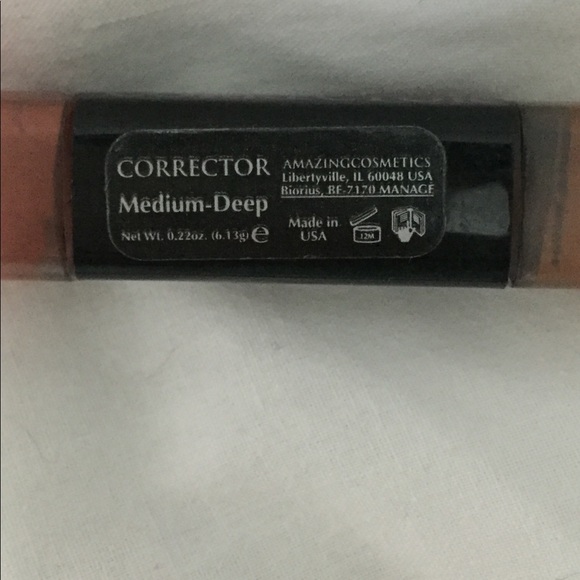 CORRECTOR
Medium-Deep
Net Wt. 0.22oz. (6.13g) e
AMAZINGCOSMETICS
Libertyville, IL 60048 USA
Biorius, BE-7170 MANAGE
Made in
USA
12M